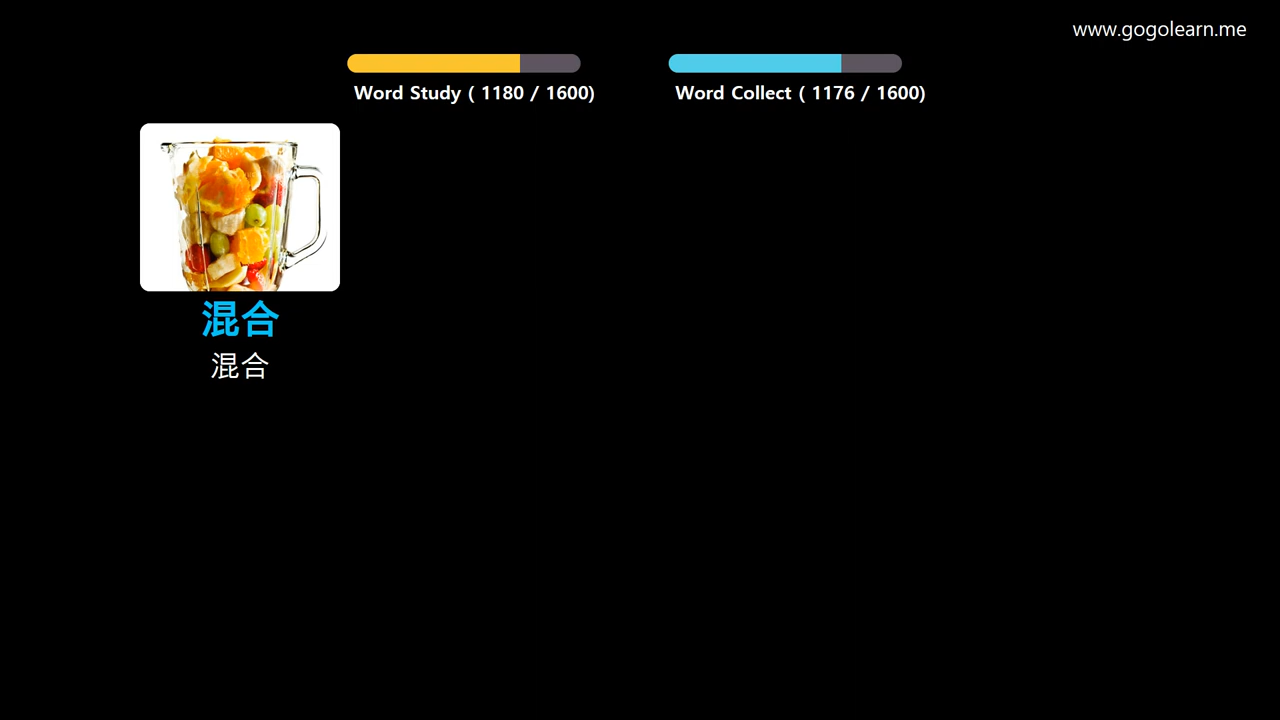 www.gogolearn.me
Word Study ( 1180 / 1600)
Word Collect ( 1176 / 1600)
混合
混合